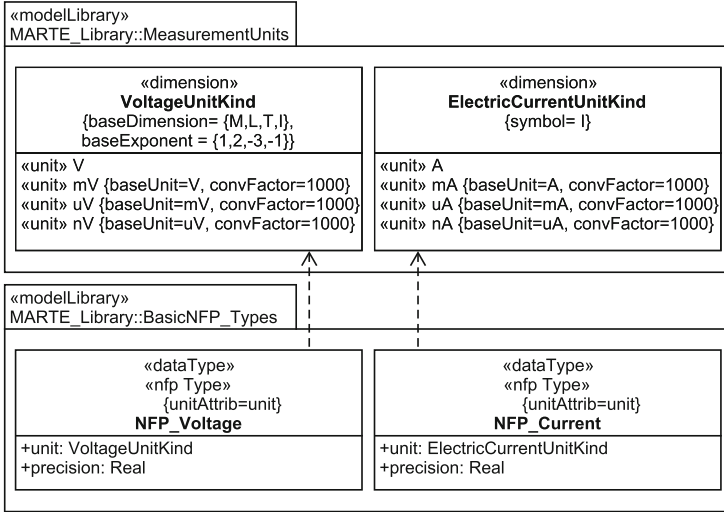 «modelLibrary»
MARTE_Library::MeasurementUnits
«dimension»
VoltageUnitKind
{baseDimension= {M,L,T,I},
baseExponent = {1,2,-3,-1}}
«unit» V
«unit» mV {baseUnit=V, convFactor=1000}
«unit» uV {baseUnit=mV, convFactor=1000}
«unit» nV {baseUnit=uV, convFactor=1000}
«dimension»
ElectricCurrentUnitKind
{symbol= I}
«unit» A
«unit» mA {baseUnit=A, convFactor=1000}
«unit» uA {baseUnit=mA, convFactor=1000}
«unit» nA {baseUnit=uA, convFactor=1000}
«modelLibrary»
MARTE_Library::BasicNFP_Types
«dataType»
«nfp Type»
{unitAttrib=unit}
NFP_Voltage
+unit: VoltageUnitKind
+precision: Real
«dataType»
«nfp Type»
{unitAttrib=unit}
NFP_Current
+unit: ElectricCurrentUnitKind
+precision: Real